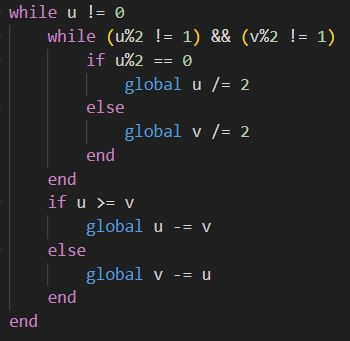 while u != 0
    while (u%2 != 1) && (v%2 != 1)
        if u%2 == 0
            global u /= 2
        else
            global v /= 2
        end
    end
    if u >= v
        global u -= v
    else
        global v -= u
    end
end